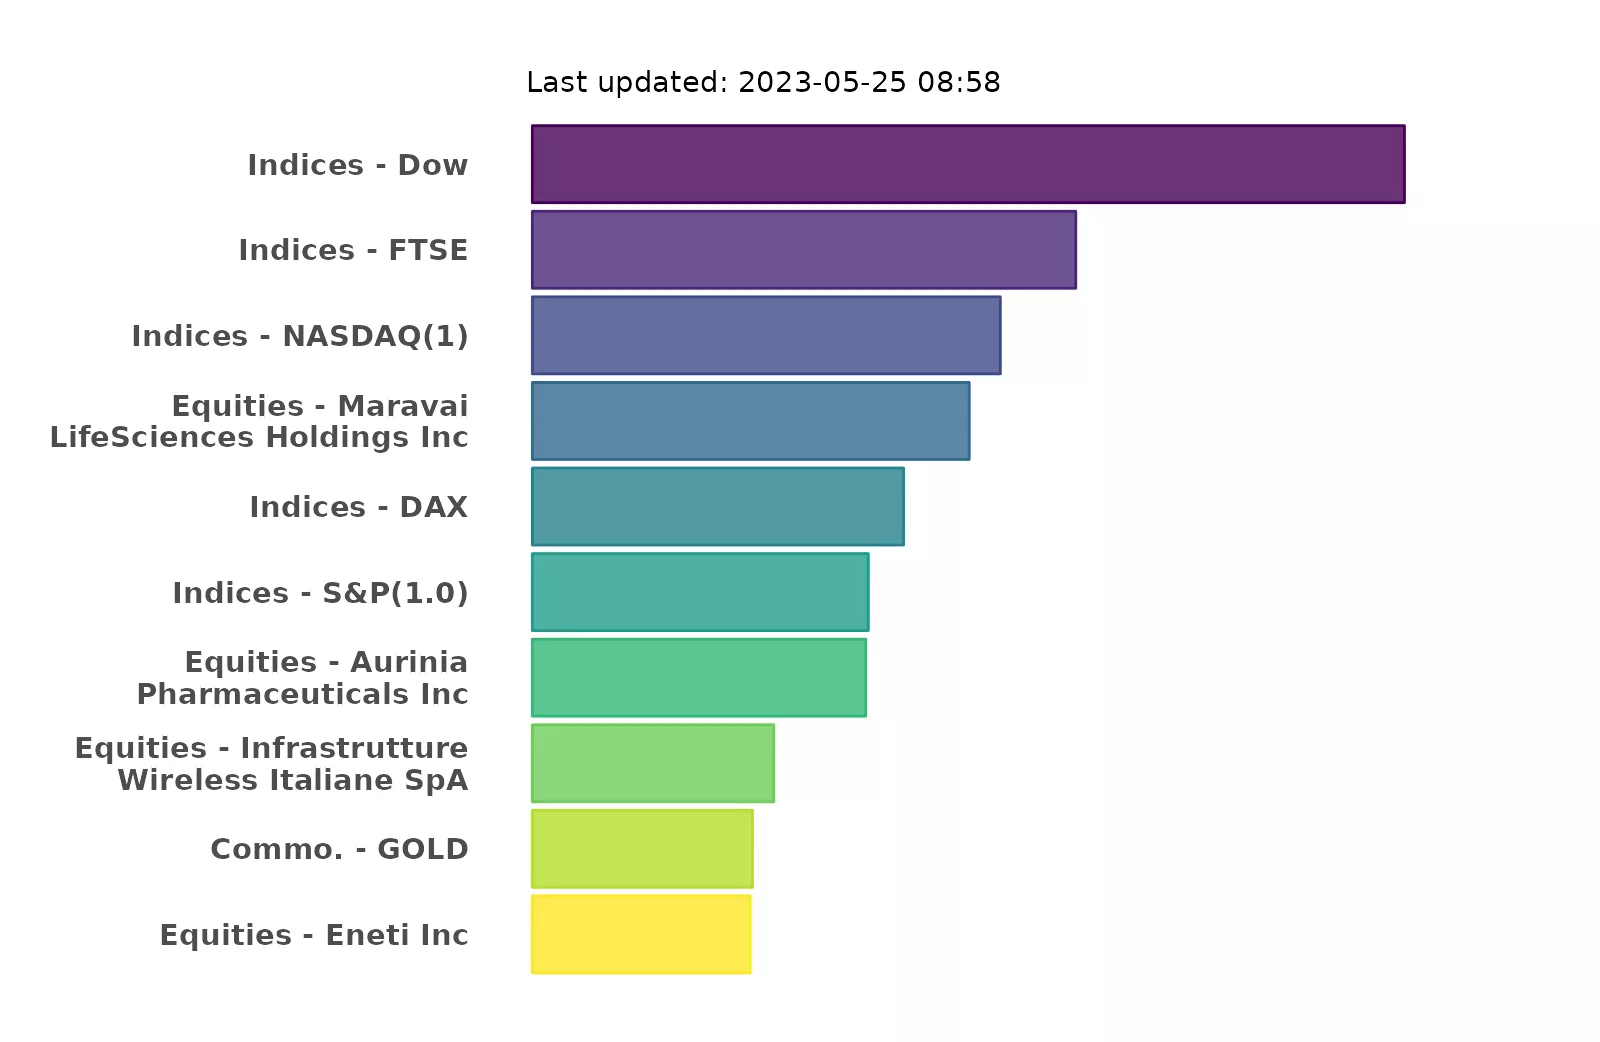 Last updated: 2023-05-25 08:58
Indices - Dow
Indices - FTSE
Indices - NASDAQ(1)
Equities - Maravai
LifeSciences Holdings Inc
Indices - DAX
Indices - S&P(1.0)
Equities - Aurinia
Pharmaceuticals Inc
Equities - Infrastrutture
Wireless Italiane SpA
Commo. - GOLD
Equities - Eneti Inc